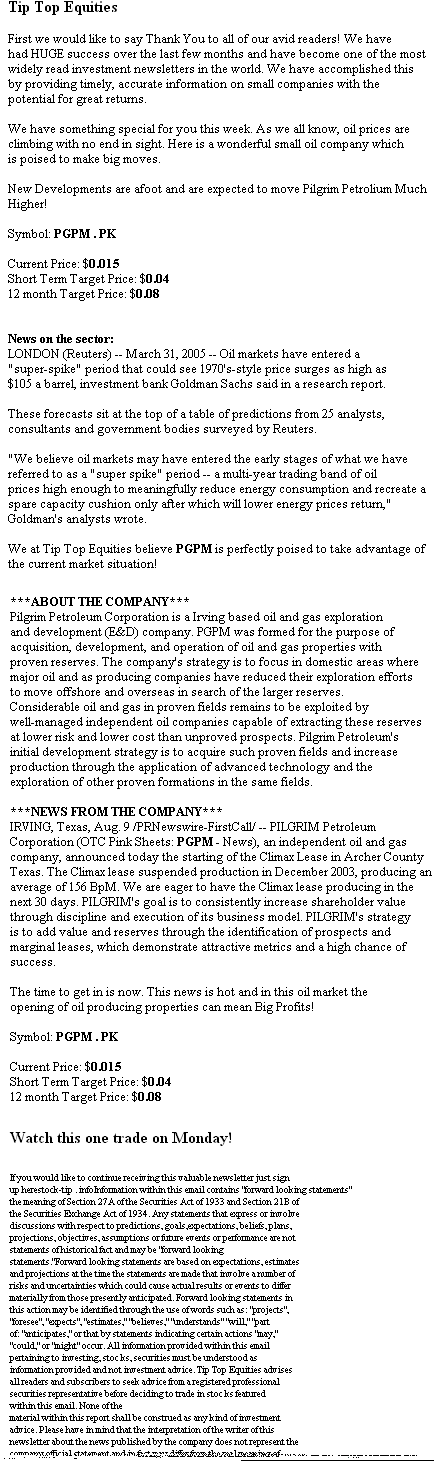 Tip Top Equities
First we would like to say Thank You to all of our avid readers! We have
had HUGE success over the last few months and have become one of the most
widely read investment newsletters in the world. We have accomplished this
by providing timely, accurate information on small companies with the
potential for great returns.
We have something special for you this week. As we all know, oil prices are
climbing with no end in sight. Here is a wonderful small oil company which
is poised to make big moves.
New Developments are afoot and are expected to move Pilgrim Petrolium Much
Higher!
Symbol: PGPM . PK
Current Price: $0.015
Short Term Target Price: $0.04
12 month Target Price: $0.08
News on the sector:
LONDON (Reuters) -- March 31, 2005 -- Oil markets have entered a
"super-spike" period that could see 1970's-style price surges as high as
$105 a barrel, investment bank Goldman Sachs said in a research report.
These forecasts sit at the top of a table of predictions from 25 analysts,
consultants and government bodies surveyed by Reuters.
"We believe oil markets may have entered the early stages of what we have
referred to as a "super spike" period -- a multi-year trading band of oil
prices high enough to meaningfully reduce energy consumption and recreate a
spare capacity cushion only after which will lower energy prices return,"
Goldman's analysts wrote.
We at Tip Top Equities believe PGPM is perfectly poised to take advantage of
the current market situation!
***ABOUT THE COMPANY***
Pilgrim Petroleum Corporation is a Irving based oil and gas exploration
and development (E&D) company. PGPM was formed for the purpose of
acquisition, development, and operation of oil and gas properties with
proven reserves. The company's strategy is to focus in domestic areas where
major oil and as producing companies have reduced their exploration efforts
to move offshore and overseas in search of the larger reserves.
Considerable oil and gas in proven fields remains to be exploited by
well-managed independent oil companies capable of extracting these reserves
at lower risk and lower cost than unproved prospects. Pilgrim Petroleum's
initial development strategy is to acquire such proven fields and increase
production through the application of advanced technology and the
exploration of other proven formations in the same fields.
***NEWS FROM THE COMPANY***
IRVING, Texas, Aug. 9 /PRNewswire-FirstCall/ -- PILGRIM Petroleum
Corporation (OTC Pink Sheets: PGPM - News), an independent oil and gas
company, announced today the starting of the Climax Lease in Archer County
Texas. The Climax lease suspended production in December 2003, producing an
average of 156 BpM. We are eager to have the Climax lease producing in the
next 30 days. PILGRIM's goal is to consistently increase shareholder value
through discipline and execution of its business model. PILGRIM's strategy
is to add value and reserves through the identification of prospects and
marginal leases, which demonstrate attractive metrics and a high chance of
success.
The time to get in is now. This news is hot and in this oil market the
opening of oil producing properties can mean Big Profits!
Symbol: PGPM . PK
Current Price: $0.015
Short Term Target Price: $0.04
12 month Target Price: $0.08
Watch this one trade on Monday!
If you would like to continue receiving this valuable newsletter just sign
up herestock-tip . infoInformation within this email contains "forward looking statements"
the meaning of Section 27A of the Securities Act of 1933 and Section 21B of
the Securities Exchange Act of 1934. Any statements that express or involve
discussions with respect to predictions, goals,expectations, beliefs, plans,
projections, objectives, assumptions or future events or performance are not
statements of historical fact and may be "forward looking
statements."Forward looking statements are based on expectations, estimates
and projections at the time the statements are made that involve a number of
risks and uncertainties which could cause actual results or events to differ
materially from those presently anticipated. Forward looking statements in
this action may be identified through the use of words such as: "projects",
"foresee", "expects", "estimates," "believes," "understands" "will," "part
of: "anticipates," or that by statements indicating certain actions "may,"
"could," or "might" occur. All information provided within this email
pertaining to investing, stoc ks, securities must be understood as
information provided and not investment advice. Tip Top Equities advises
all readers and subscribers to seek advice from a registered professional
securities representative before deciding to trade in stoc ks featured
within this email. None of the
material within this report shall be construed as any kind of investment
advice. Please have in mind that the interpretation of the writer of this
newsletter about the news published by the company does not represent the
company official statement and in fact may differ from the real meaning of